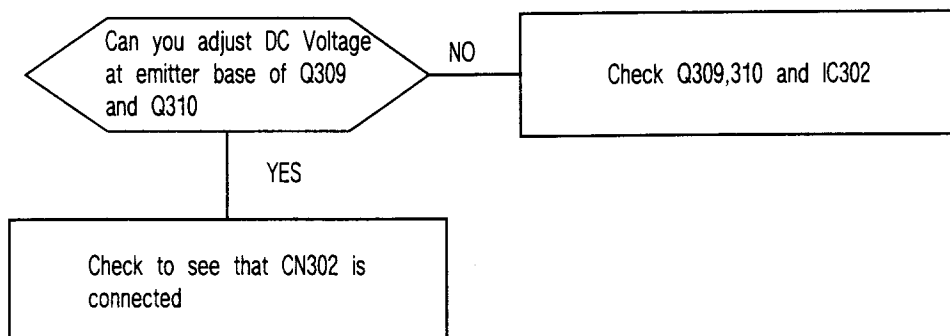 Can you adjust DC Voltage
at emitter base of Q309
and Q310
NO
Check Q309,310 and IC302
YES
Check to see that CN302 is
connected